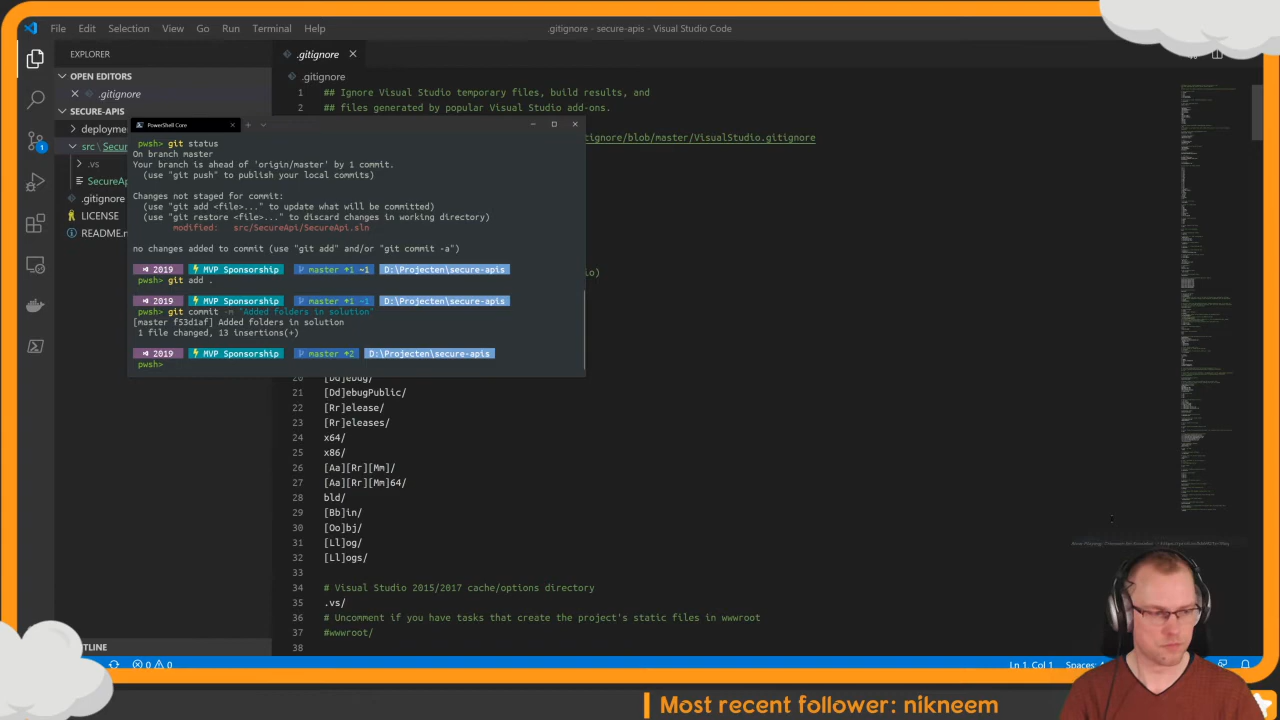 File Edit Selection View Go Run Terminal Help
.gitignore - secure-apis - Visual Studio Code
EXPLORER
OPEN EDITORS
.gitignore
SECURE-APIS
src
.vs
.gitignore
LICENSE
.gitignore
.gitignore
1 ## Ignore Visual Studio temporary files, build results, and
2 ## files generated by popular Visual Studio add-ons.
ignore/blob/master/VisualStudio.gitignore
PowerShell Core
pwsh> git status
On branch master
Your branch is ahead of 'origin/master' by 1 commit.
(use "git push" to publish your local commits)
Changes not staged for commit:
(use "git add <file>..." to update what will be committed)
(use "git restore <file>..." to discard changes in working directory)
modified: src/SecureApi/SecureApi.sln
no changes added to commit (use "git add" and/or "git commit -a")
2019 MVP Sponsorship master ↑1 ~1 D:\Projecten\secure-apis
pwsh> git add .
2019 MVP Sponsorship master ↑1 ~1 D:\Projecten\secure-apis
pwsh> git commit -m "Added folders in solution"
[master f53d1af] Added folders in solution
1 file changed, 13 insertions(+)
2019 MVP Sponsorship master ↑2 D:\Projecten\secure-apis
pwsh>
20 [Dd]ebug/
21 [Dd]ebugPublic/
22 [Rr]elease/
23 [Rr]eleases/
24 x64/
25 x86/
26 [Aa][Rr][Mm]/
27 [Aa][Rr][Mm]64/
28 bld/
29 [Bb]in/
30 [Oo]bj/
31 [Ll]og/
32 [Ll]ogs/
33
34 # Visual Studio 2015/2017 cache/options directory
35 .vs/
36 # Uncomment if you have tasks that create the project's static files in wwwroot
37 #wwwroot/
38
0 0
Ln 1, Col 1
Most recent follower: nikneem